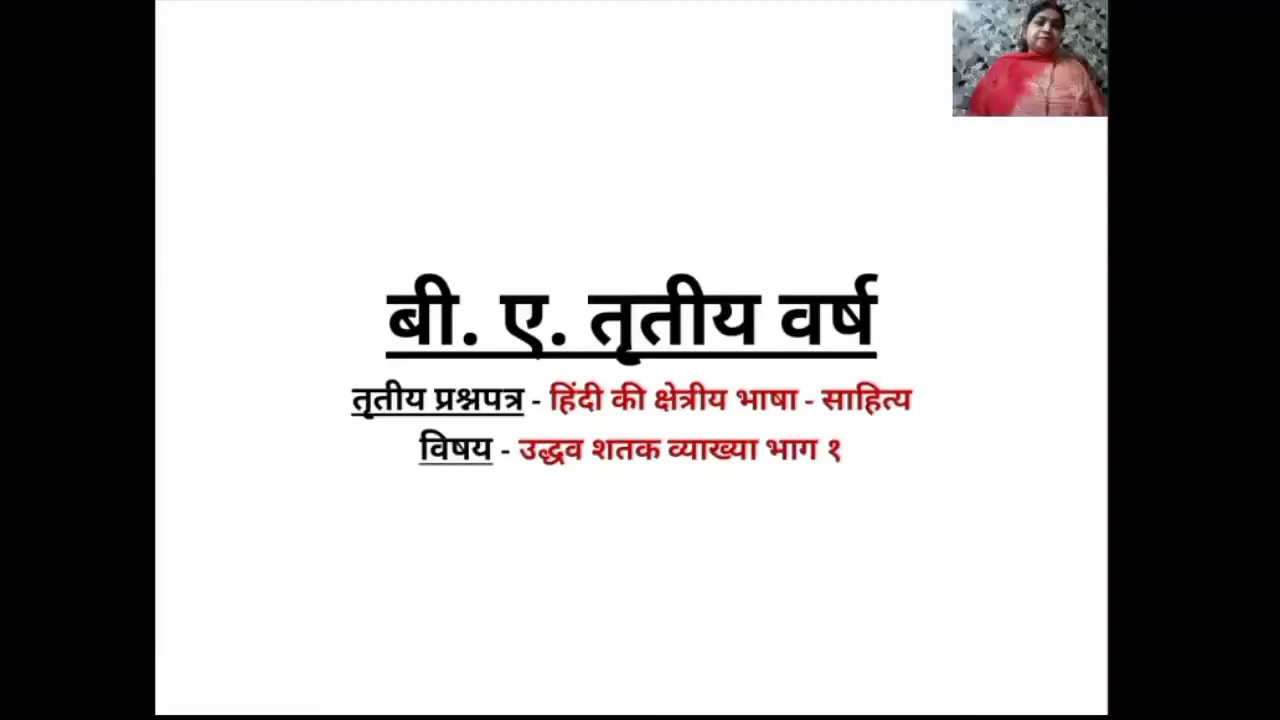 बी. ए. तृतीय वर्ष
तृतीय प्रश्नपत्र - हिंदी की क्षेत्रीय भाषा - साहित्य
विषय - उद्धव शतक व्याख्या भाग १